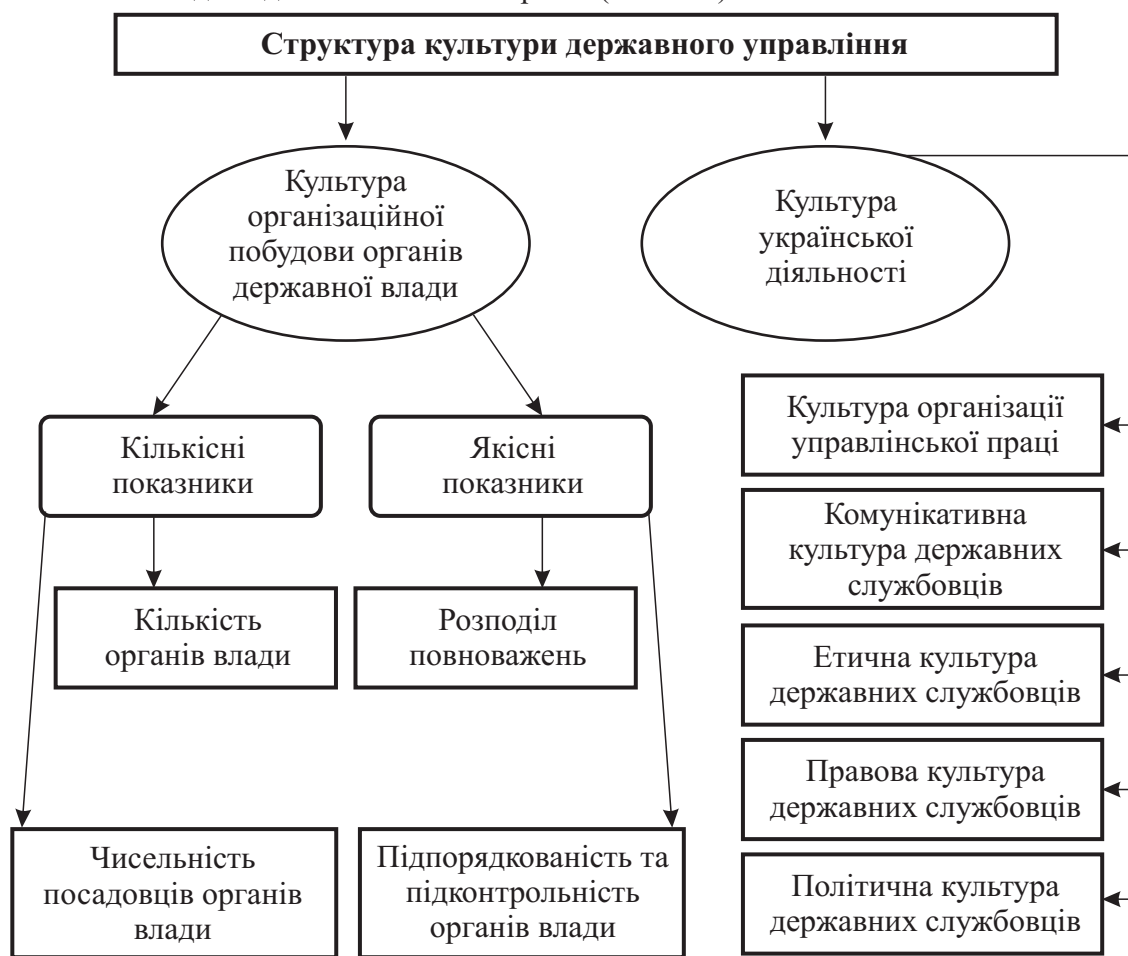 Структура культури державного управління
Культура
організаційної
побудови органів
державної влади
Культура
української
діяльності
Кількісні
показники
Якісні
показники
Кількість
органів влади
Розподіл
повноважень
Чисельність
посадовців органів
влади
Підпорядкованість та
підконтрольність
органів влади
Культура організації
управлінської праці
Комунікативна
культура державних
службовців
Етична культура
державних службовців
Правова культура
державних службовців
Політична культура
державних службовців